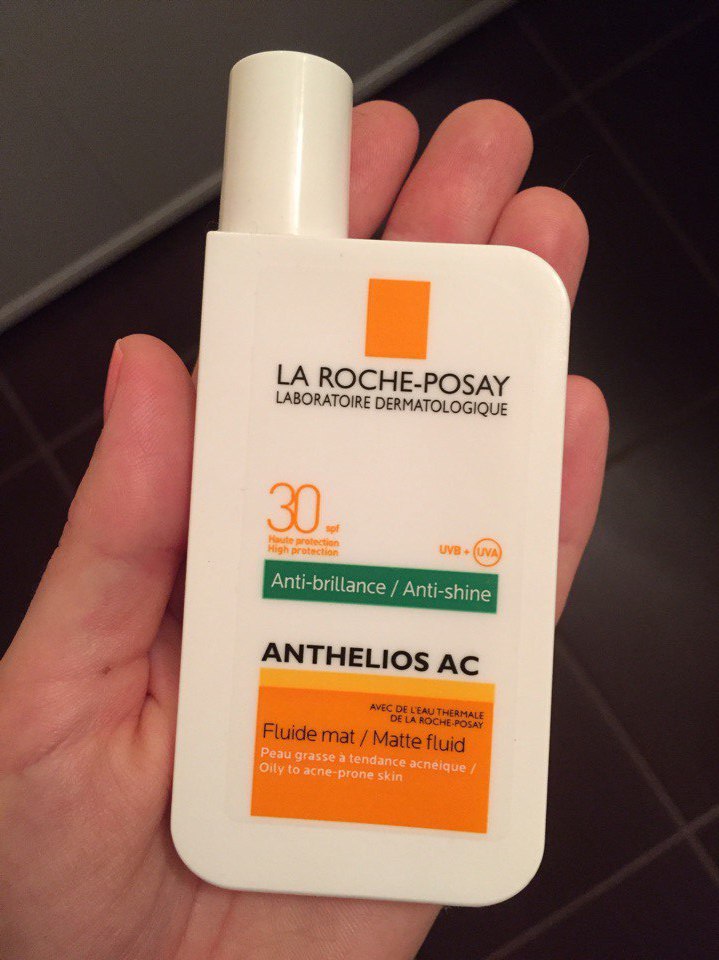 LA ROCHE-POSAY
LABORATOIRE DERMATOLOGIQUE
30 spf
Haute protection
High protection
UVB + UVA
Anti-brillance / Anti-shine
ANTHELIOS AC
AVEC DE L'EAU THERMALE
DE LA ROCHE-POSAY
Fluide mat / Matte fluid
Peau grasse à tendance acnéique /
Oily to acne-prone skin